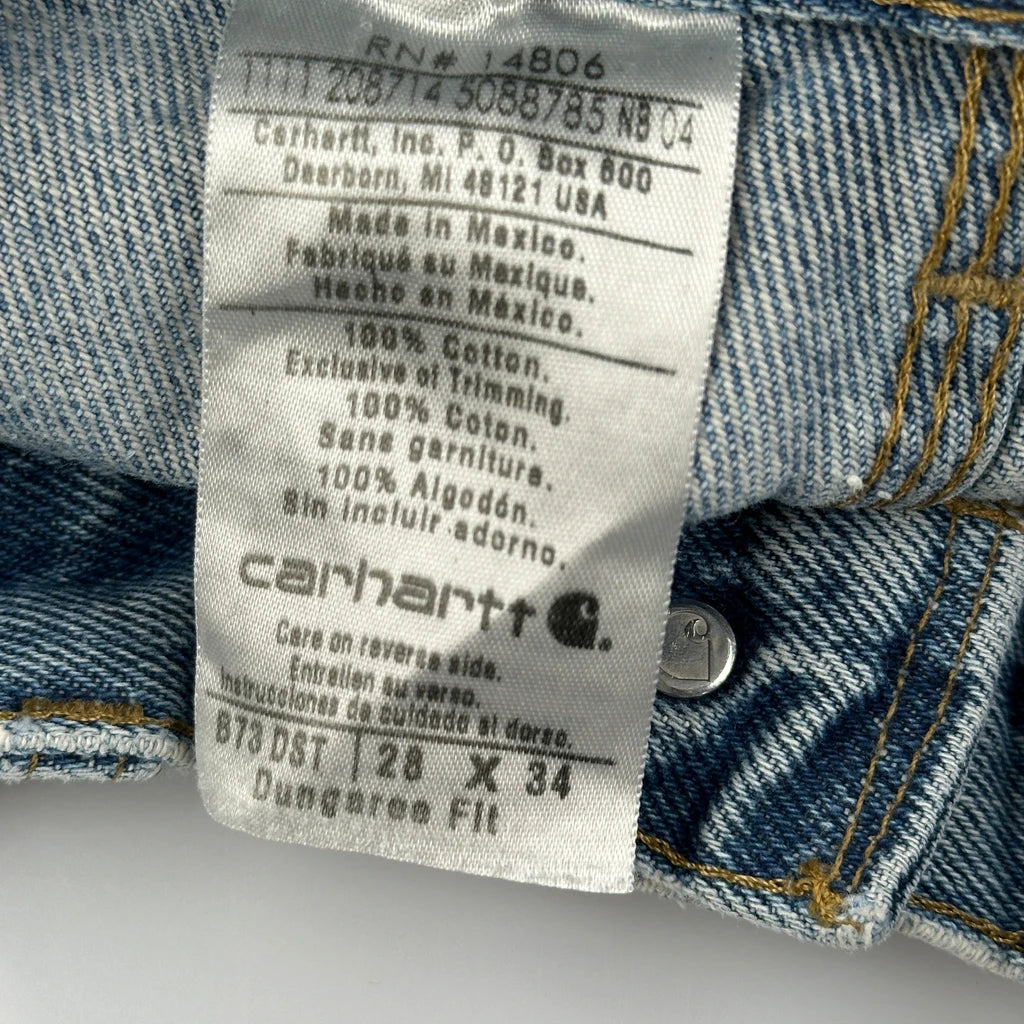 RN# 14806
1111 208714 5088785 NB 04
Carhartt, Inc. P. O. Box 600
Dearborn, MI 48121 USA
Made in Mexico.
Fabriqué au Mexique.
Hecho en México.
100% Cotton.
Exclusive of Trimming.
100% Coton.
Sans garniture.
100% Algodón.
Sin incluir adorno.
carhartt
Care on reverse side.
Entretien au verso.
Instrucciones de cuidado al dorso.
B73 DST | 28 X 34
Dungaree Fit